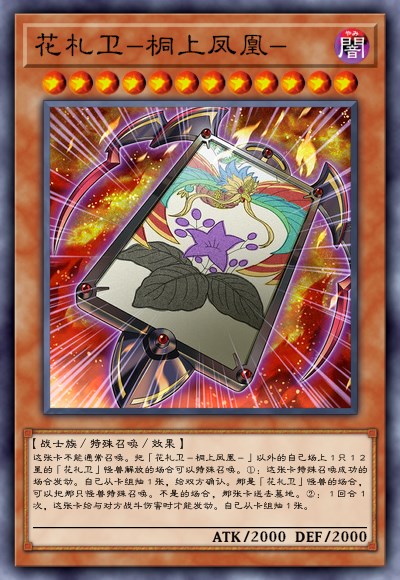 花札卫-桐上凤凰-
やみ
闇
【战士族／特殊召唤／效果】
这张卡不能通常召唤。把「花札卫-桐上凤凰-」以外的自己场上1只12
星的「花札卫」怪兽解放的场合可以特殊召唤。①：这张卡特殊召唤成功的
场合发动。自己从卡组抽1张，给双方确认。那是「花札卫」怪兽的场合，
可以把那只怪兽特殊召唤。不是的场合，那张卡送去墓地。②：1回合1
次，这张卡给与对方战斗伤害时才能发动。自己从卡组抽1张。
ATK/2000 DEF/2000